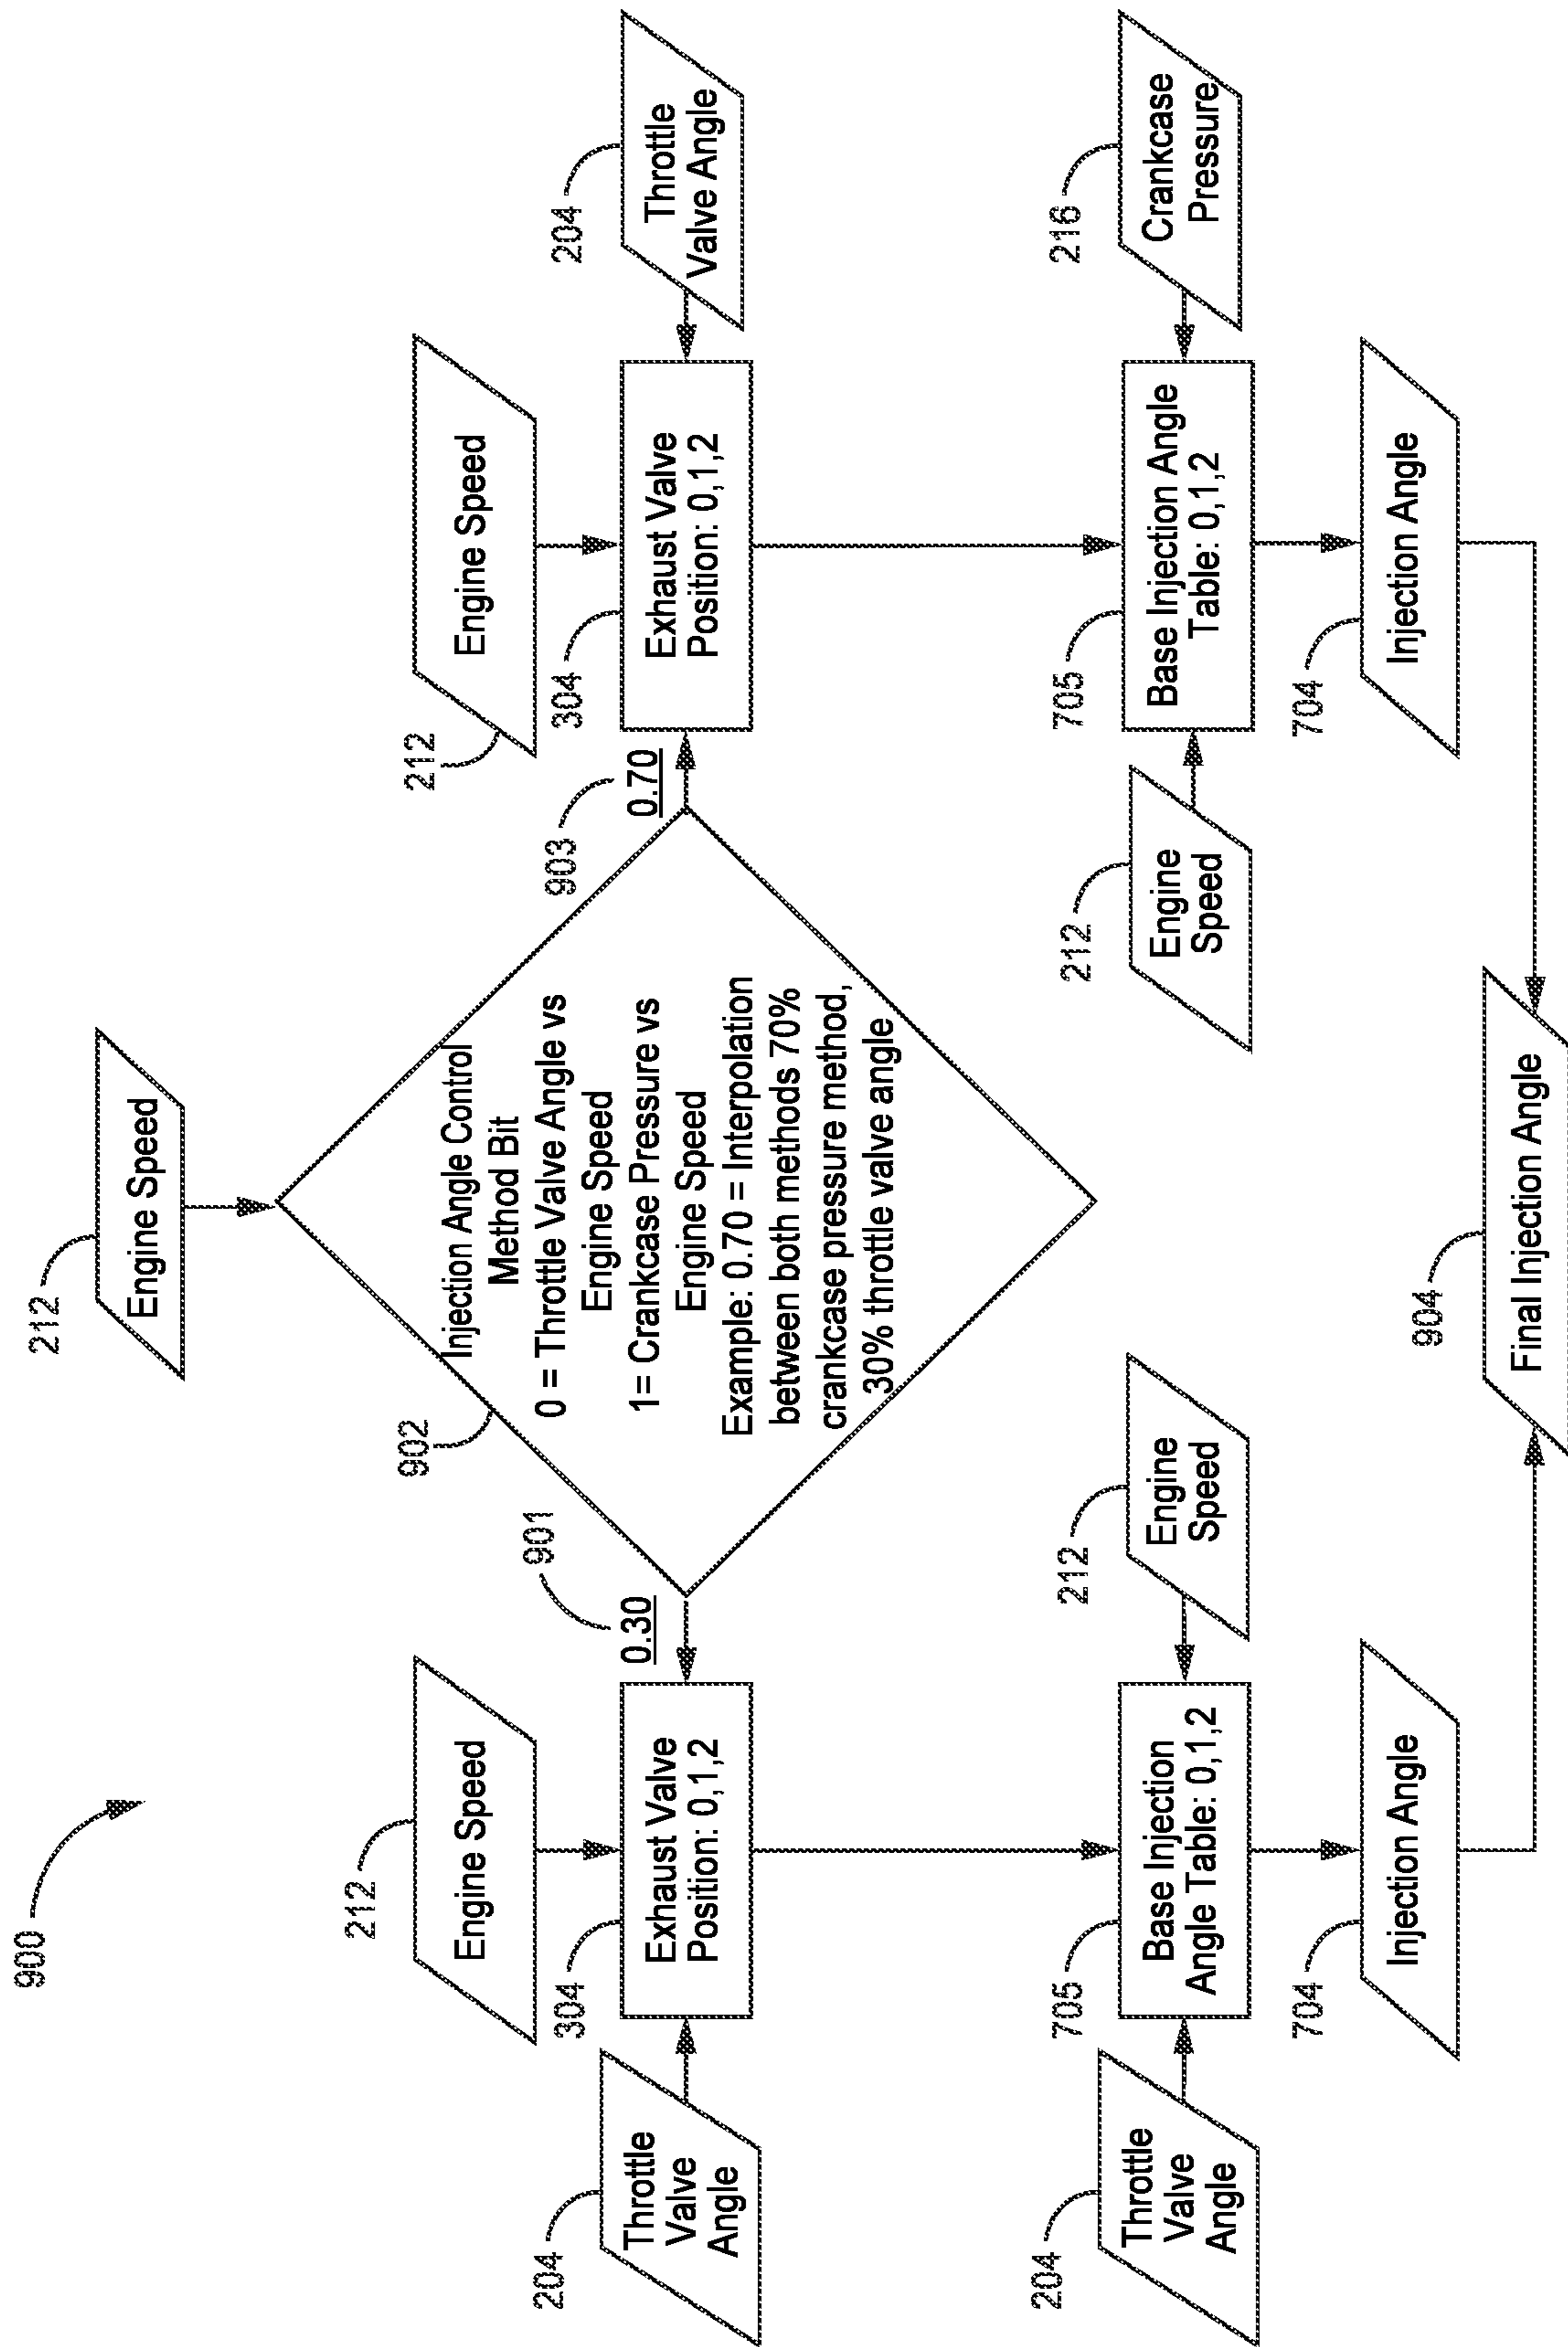 900
212
Engine Speed
212
Engine Speed
212
Engine Speed
902
Injection Angle Control
Method Bit
0 = Throttle Valve Angle vs
Engine Speed
1= Crankcase Pressure vs
Engine Speed
Example: 0.70 = Interpolation
between both methods 70%
crankcase pressure method,
30% throttle valve angle
204
Throttle
Valve
Angle
304
Exhaust Valve
Position: 0,1,2
901
0.30
903
0.70
304
Exhaust Valve
Position: 0,1,2
204
Throttle
Valve Angle
204
Throttle
Valve
Angle
705
Base Injection
Angle Table: 0,1,2
212
Engine
Speed
212
Engine
Speed
705
Base Injection Angle
Table: 0,1,2
216
Crankcase
Pressure
704
Injection Angle
704
Injection Angle
904
Final Injection Angle